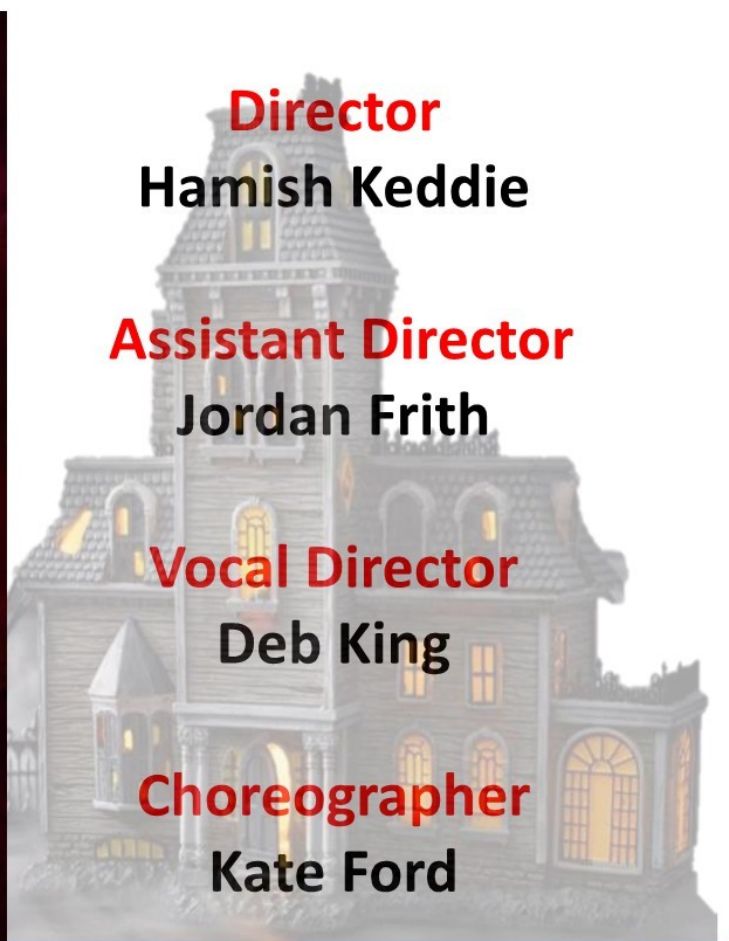 Director
Hamish Keddie
Assistant Director
Jordan Frith
Vocal Director
Deb King
Choreographer
Kate Ford